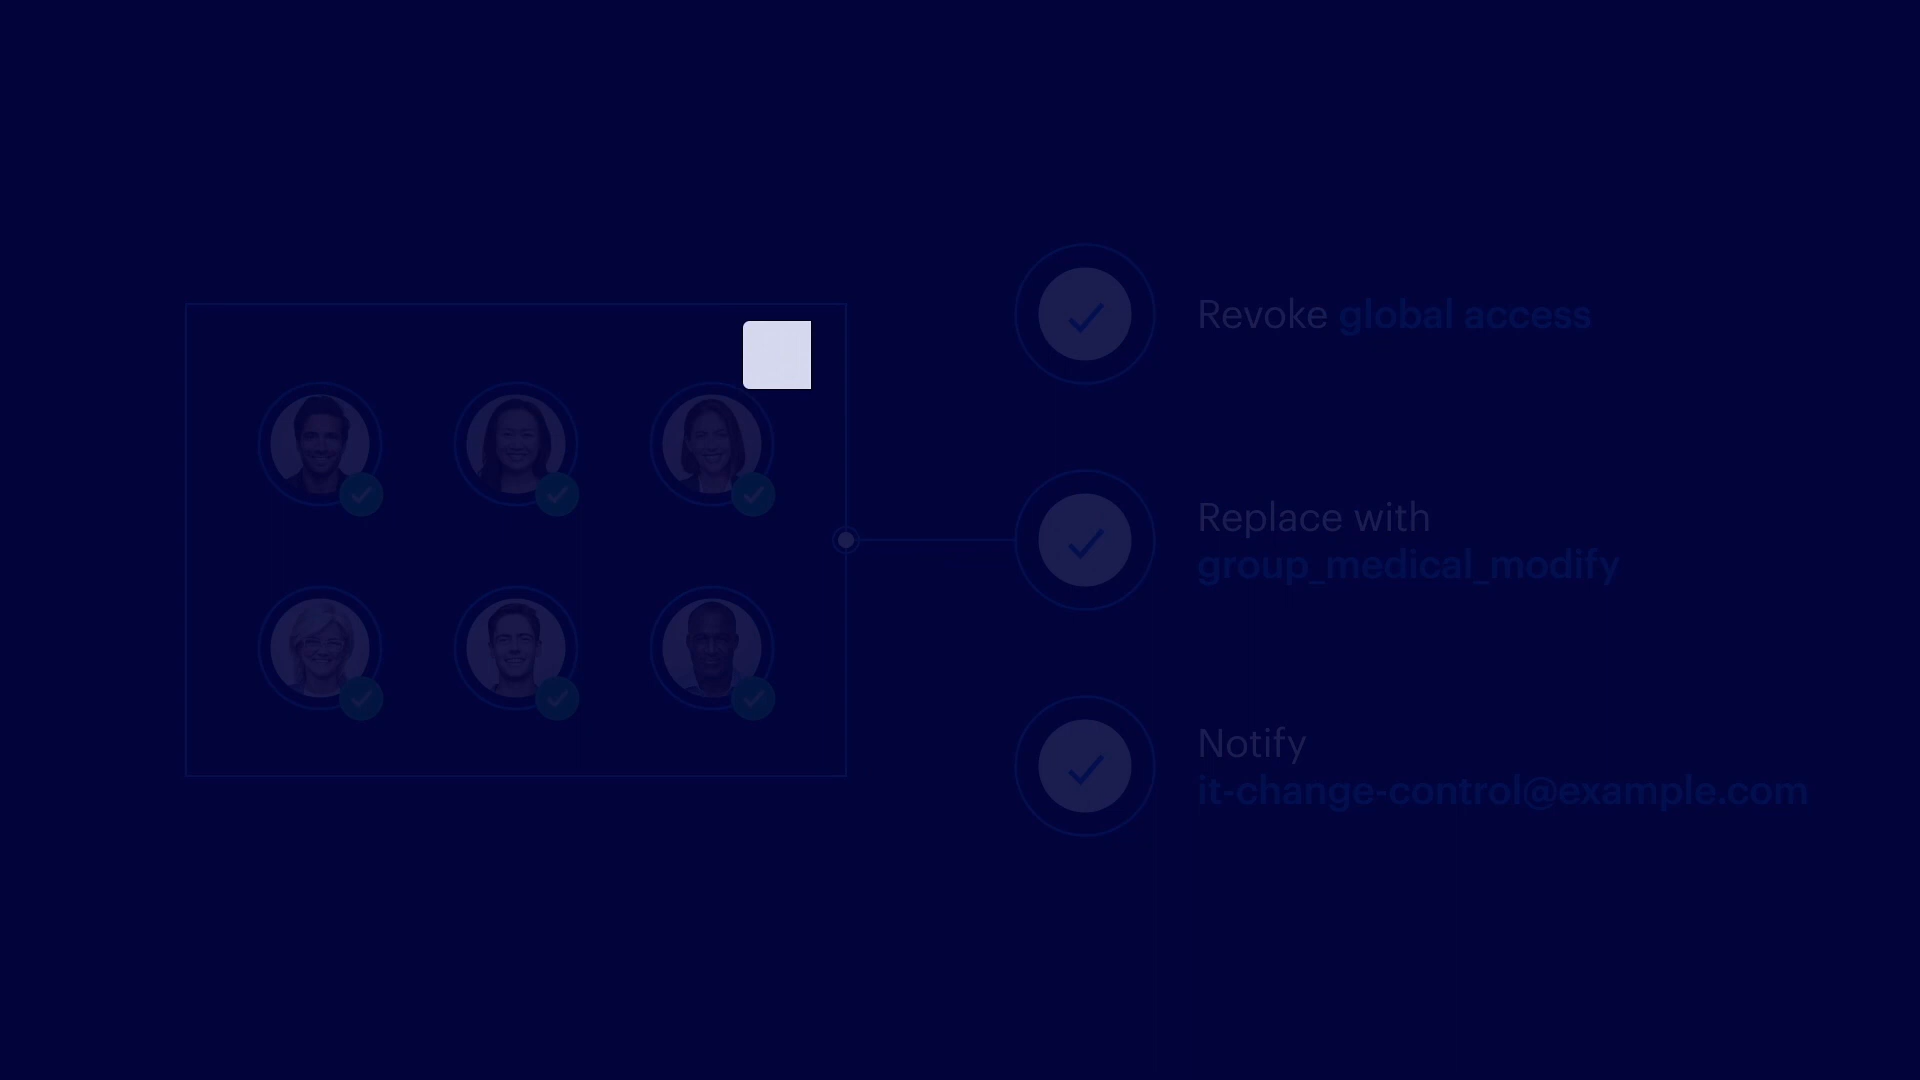 Revoke global access
Replace with
group_medical_modify
Notify
it-change-control@example.com